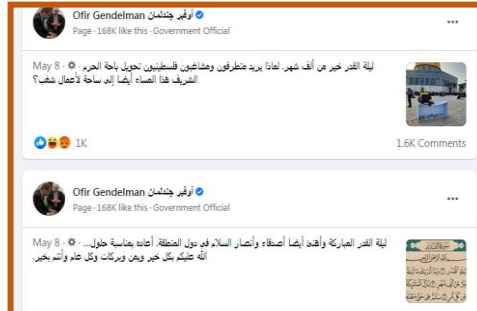 Ofir Gendelman أوفير جندلمان
Page · 168K like this · Government Official
May 8 · ليلة القدر خير من ألف شهر. لماذا يريد متطرفون ومشاغبون فلسطينيون تحويل باحة الحرم
الشريف هذا المساء أيضا إلى ساحة لأعمال شغب؟
1K
1.6K Comments
Ofir Gendelman أوفير جندلمان
Page · 168K like this · Government Official
May 8 · ...ليلة القدر المباركة وأهنئ أيضا أصدقاء وأنصار السلام في دول المنطقة. أعاده بمناسبة حلول
الله عليكم بكل خير ويمن وبركات وكل عام وأنتم بخير.